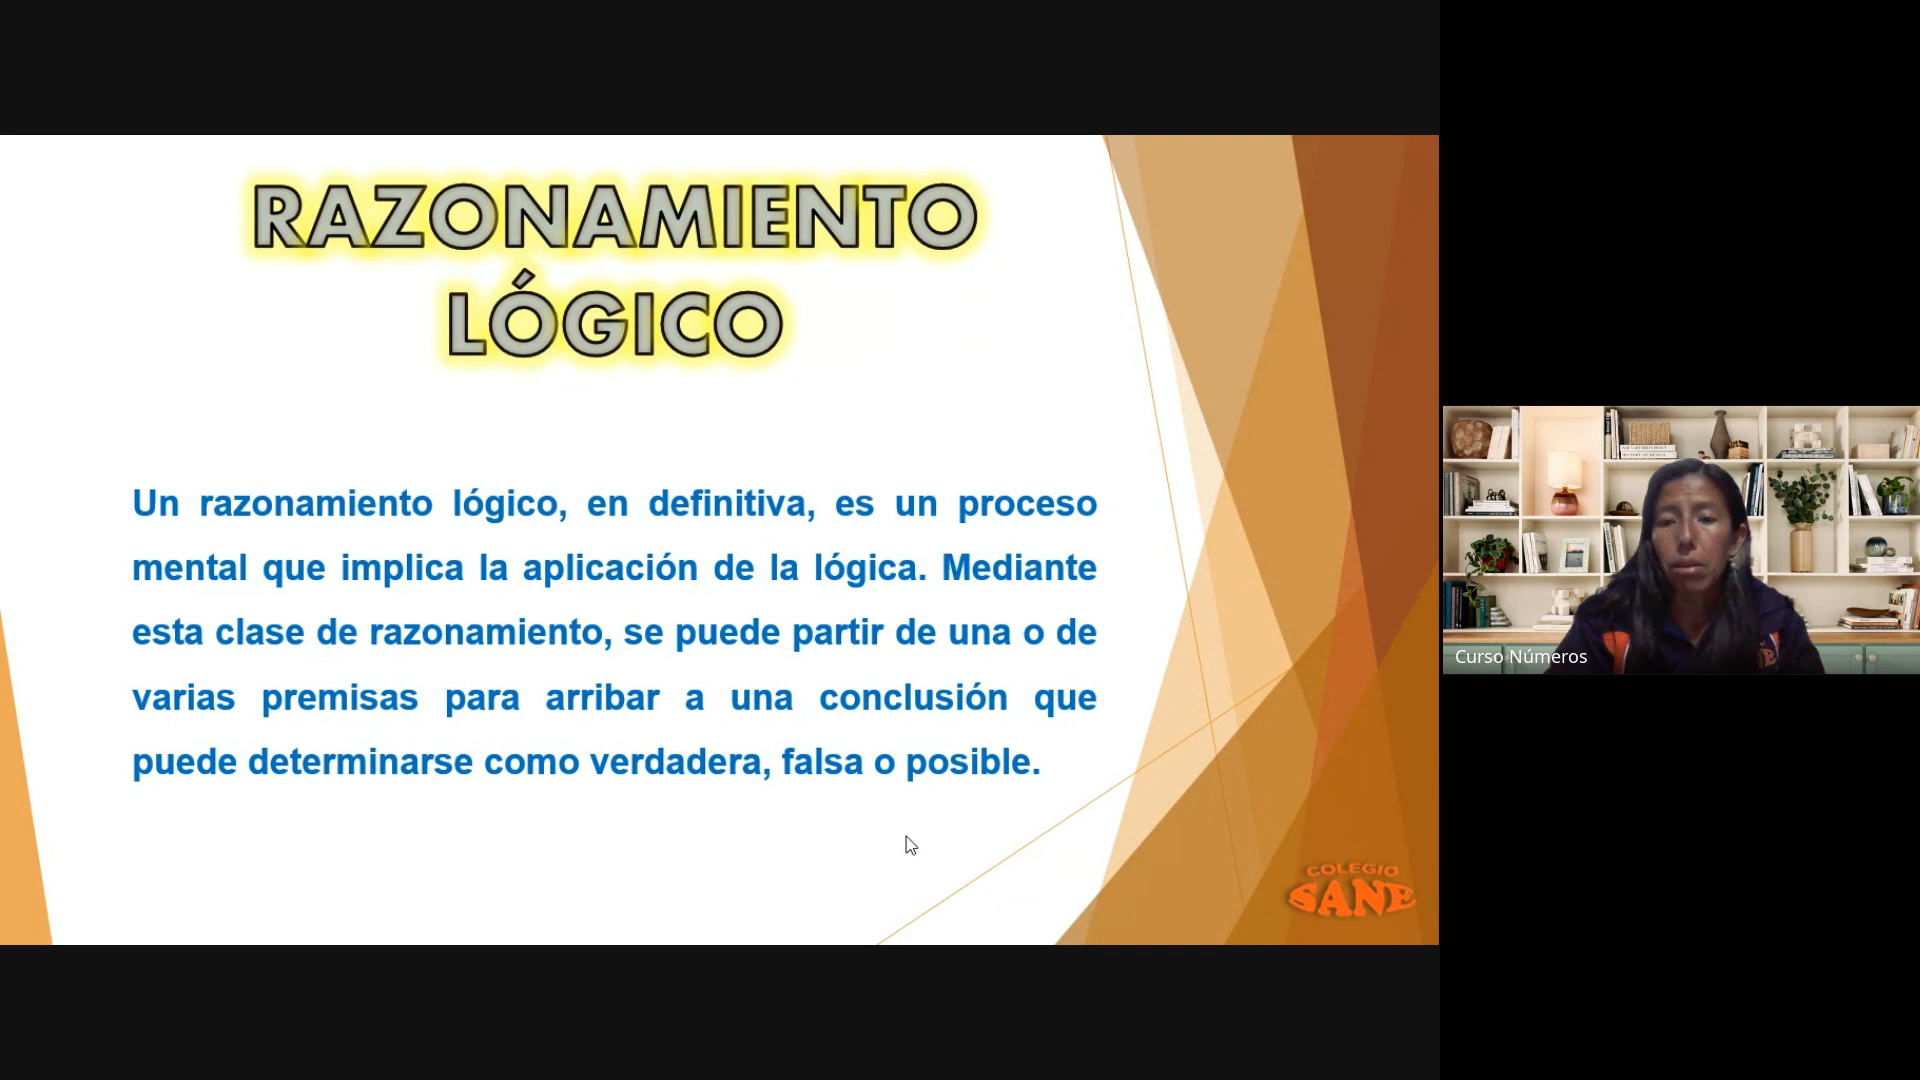 RAZONAMIENTO
LÓGICO
Un razonamiento lógico, en definitiva, es un proceso
mental que implica la aplicación de la lógica. Mediante
esta clase de razonamiento, se puede partir de una o de
varias premisas para arribar a una conclusión que
puede determinarse como verdadera, falsa o posible.
COLEGIO
SANE
Curso Números